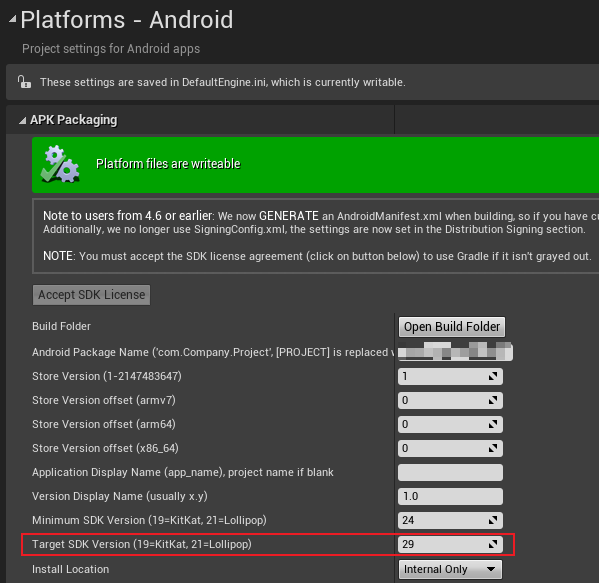 Platforms - Android
Project settings for Android apps
These settings are saved in DefaultEngine.ini, which is currently writable.
APK Packaging
Platform files are writeable
Note to users from 4.6 or earlier: We now GENERATE an AndroidManifest.xml when building, so if you have cu
Additionally, we no longer use SigningConfig.xml, the settings are now set in the Distribution Signing section.
NOTE: You must accept the SDK license agreement (click on button below) to use Gradle if it isn't grayed out.
Accept SDK License
Build Folder Open Build Folder
Android Package Name ('com.Company.Project', [PROJECT] is replaced
Store Version (1-2147483647) 1
Store Version offset (armv7) 0
Store Version offset (arm64) 0
Store Version offset (x86_64) 0
Application Display Name (app_name), project name if blank
Version Display Name (usually x.y) 1.0
Minimum SDK Version (19=KitKat, 21=Lollipop) 24
Target SDK Version (19=KitKat, 21=Lollipop) 29
Install Location Internal Only